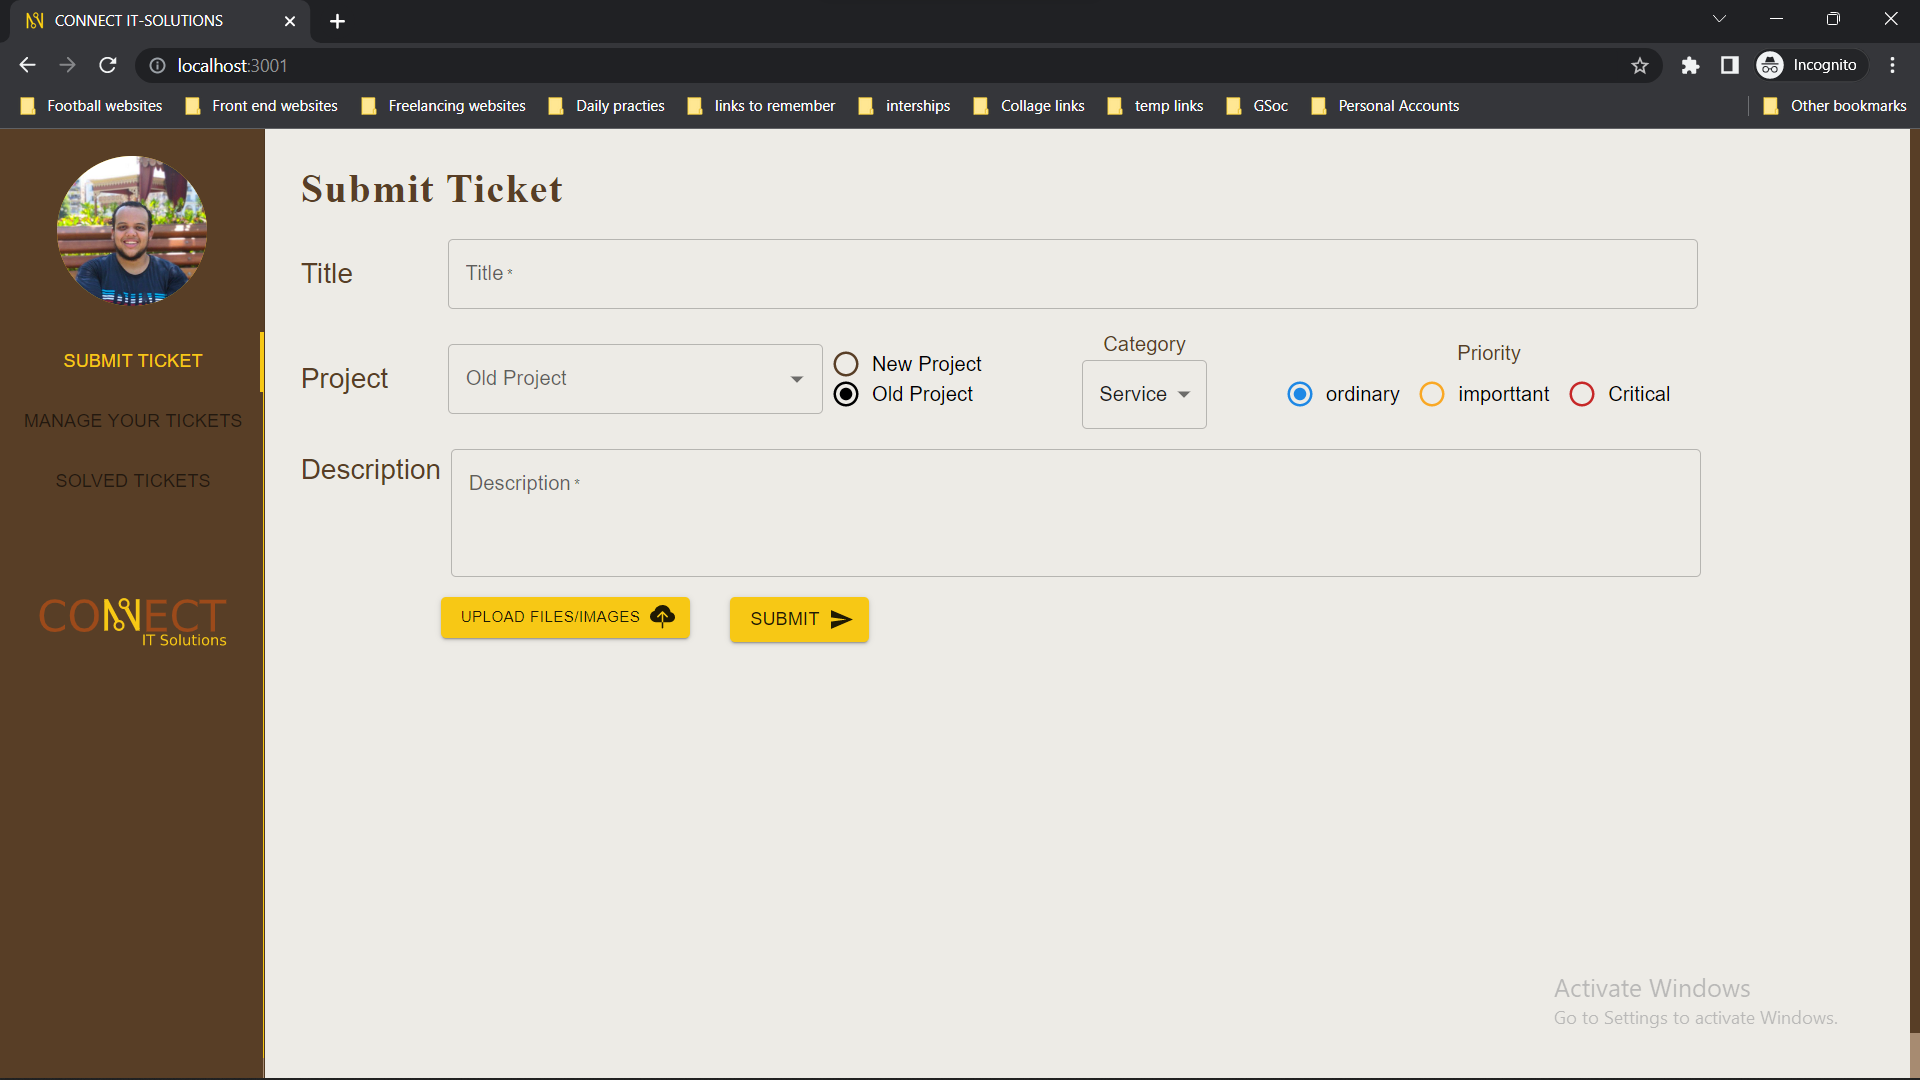 CONNECT IT-SOLUTIONS
localhost:3001
Incognito
Football websites Front end websites Freelancing websites Daily practies links to remember interships Collage links temp links GSoc Personal Accounts Other bookmarks
SUBMIT TICKET
MANAGE YOUR TICKETS
SOLVED TICKETS
CONNECT
IT Solutions
Submit Ticket
Title
Title *
Project
Old Project
New Project
Old Project
Category
Service
Priority
ordinary importtant Critical
Description
Description *
UPLOAD FILES/IMAGES
SUBMIT
Activate Windows
Go to Settings to activate Windows.